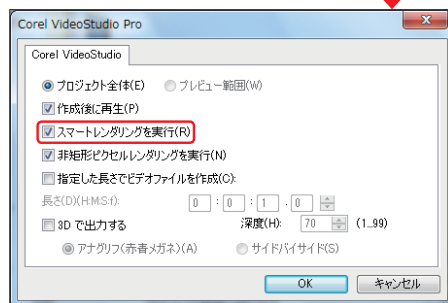 Corel VideoStudio Pro
Corel VideoStudio
プロジェクト全体(E) プレビュー範囲(W)
作成後に再生(P)
スマートレンダリングを実行(R)
非矩形ピクセルレンダリングを実行(N)
指定した長さでビデオファイルを作成(C):
長さ(D)(H:M:S:f): 0 : 0 : 1 . 0
3D で出力する 深度(H): 70 (1..99)
アナグリフ(赤青メガネ)(A) サイドバイサイド(S)
OK キャンセル